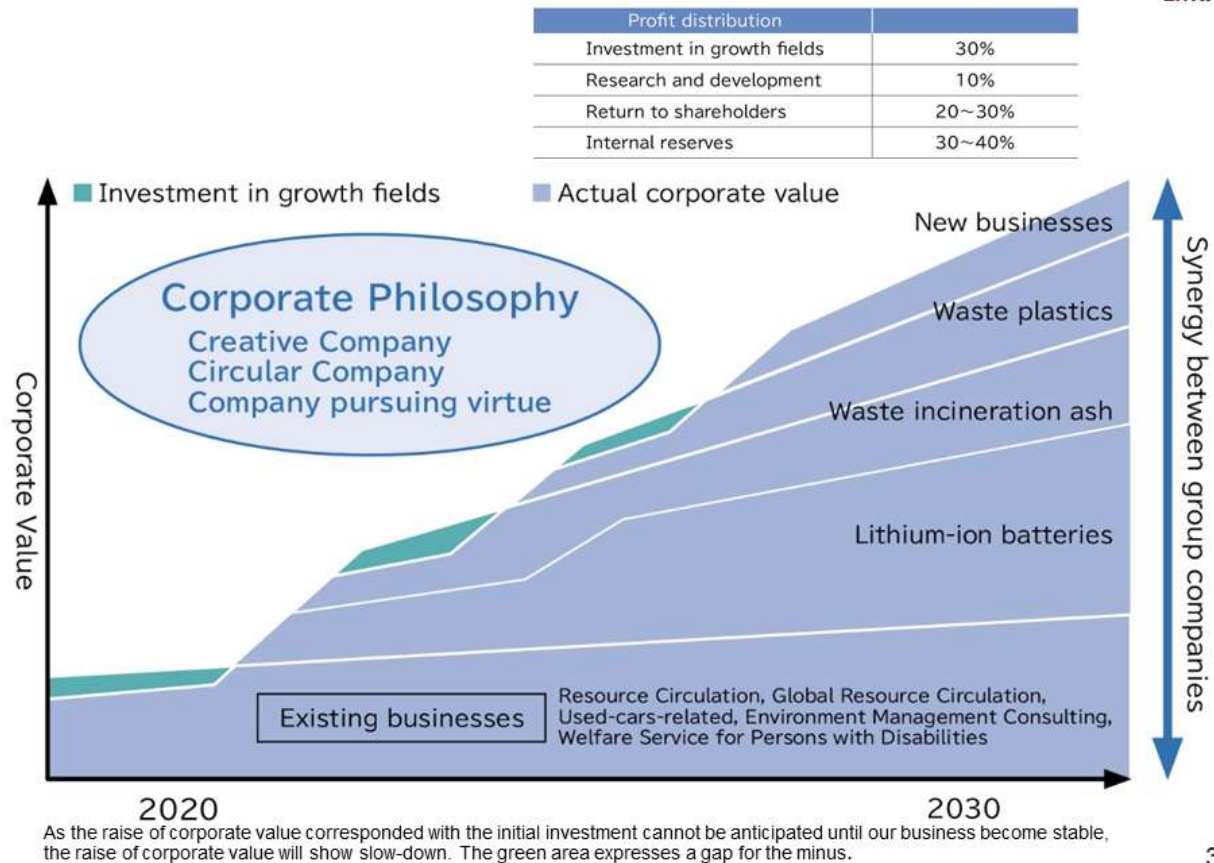 Profit distribution
Investment in growth fields 30%
Research and development 10%
Return to shareholders 20~30%
Internal reserves 30~40%
Investment in growth fields
Actual corporate value
New businesses
Corporate Philosophy
Creative Company
Circular Company
Company pursuing virtue
Waste plastics
Waste incineration ash
Lithium-ion batteries
Corporate Value
Synergy between group companies
Existing businesses
Resource Circulation, Global Resource Circulation,
Used-cars-related, Environment Management Consulting,
Welfare Service for Persons with Disabilities
2020
2030
As the raise of corporate value corresponded with the initial investment cannot be anticipated until our business become stable,
the raise of corporate value will show slow-down. The green area expresses a gap for the minus.